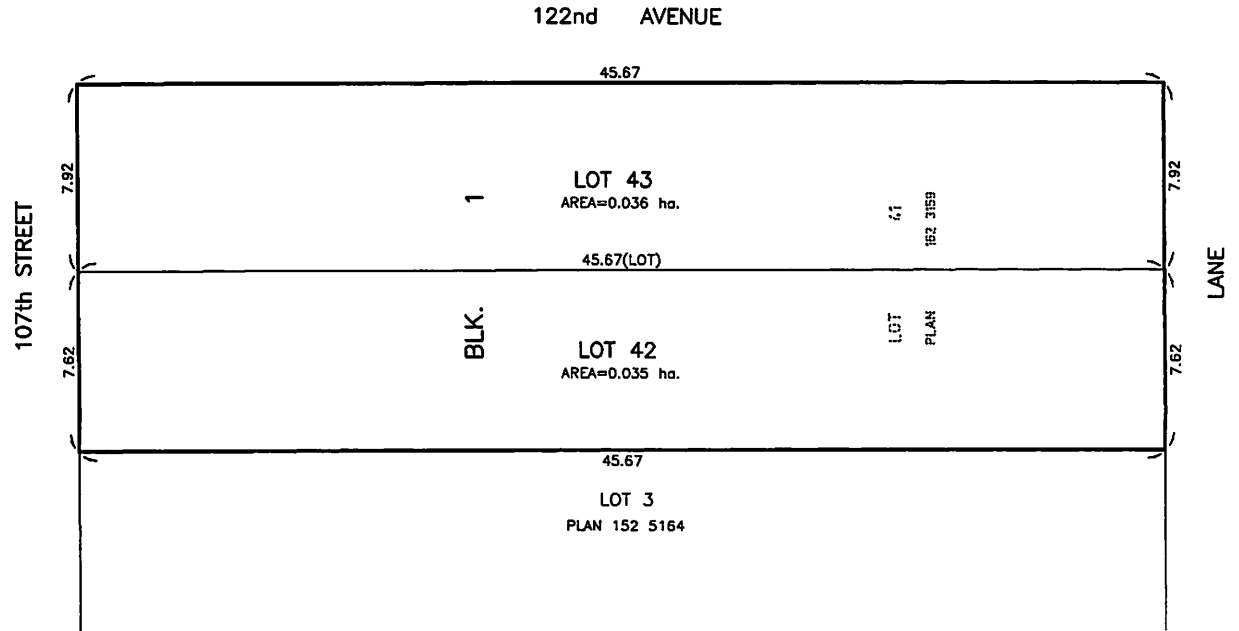 122nd AVENUE
45.67
7.92
7.92
LOT 43
AREA=0.036 ha.
1
41
162 3159
107th STREET
LANE
45.67(LOT)
7.62
7.62
BLK.
LOT 42
AREA=0.035 ha.
LOT
PLAN
45.67
LOT 3
PLAN 152 5164